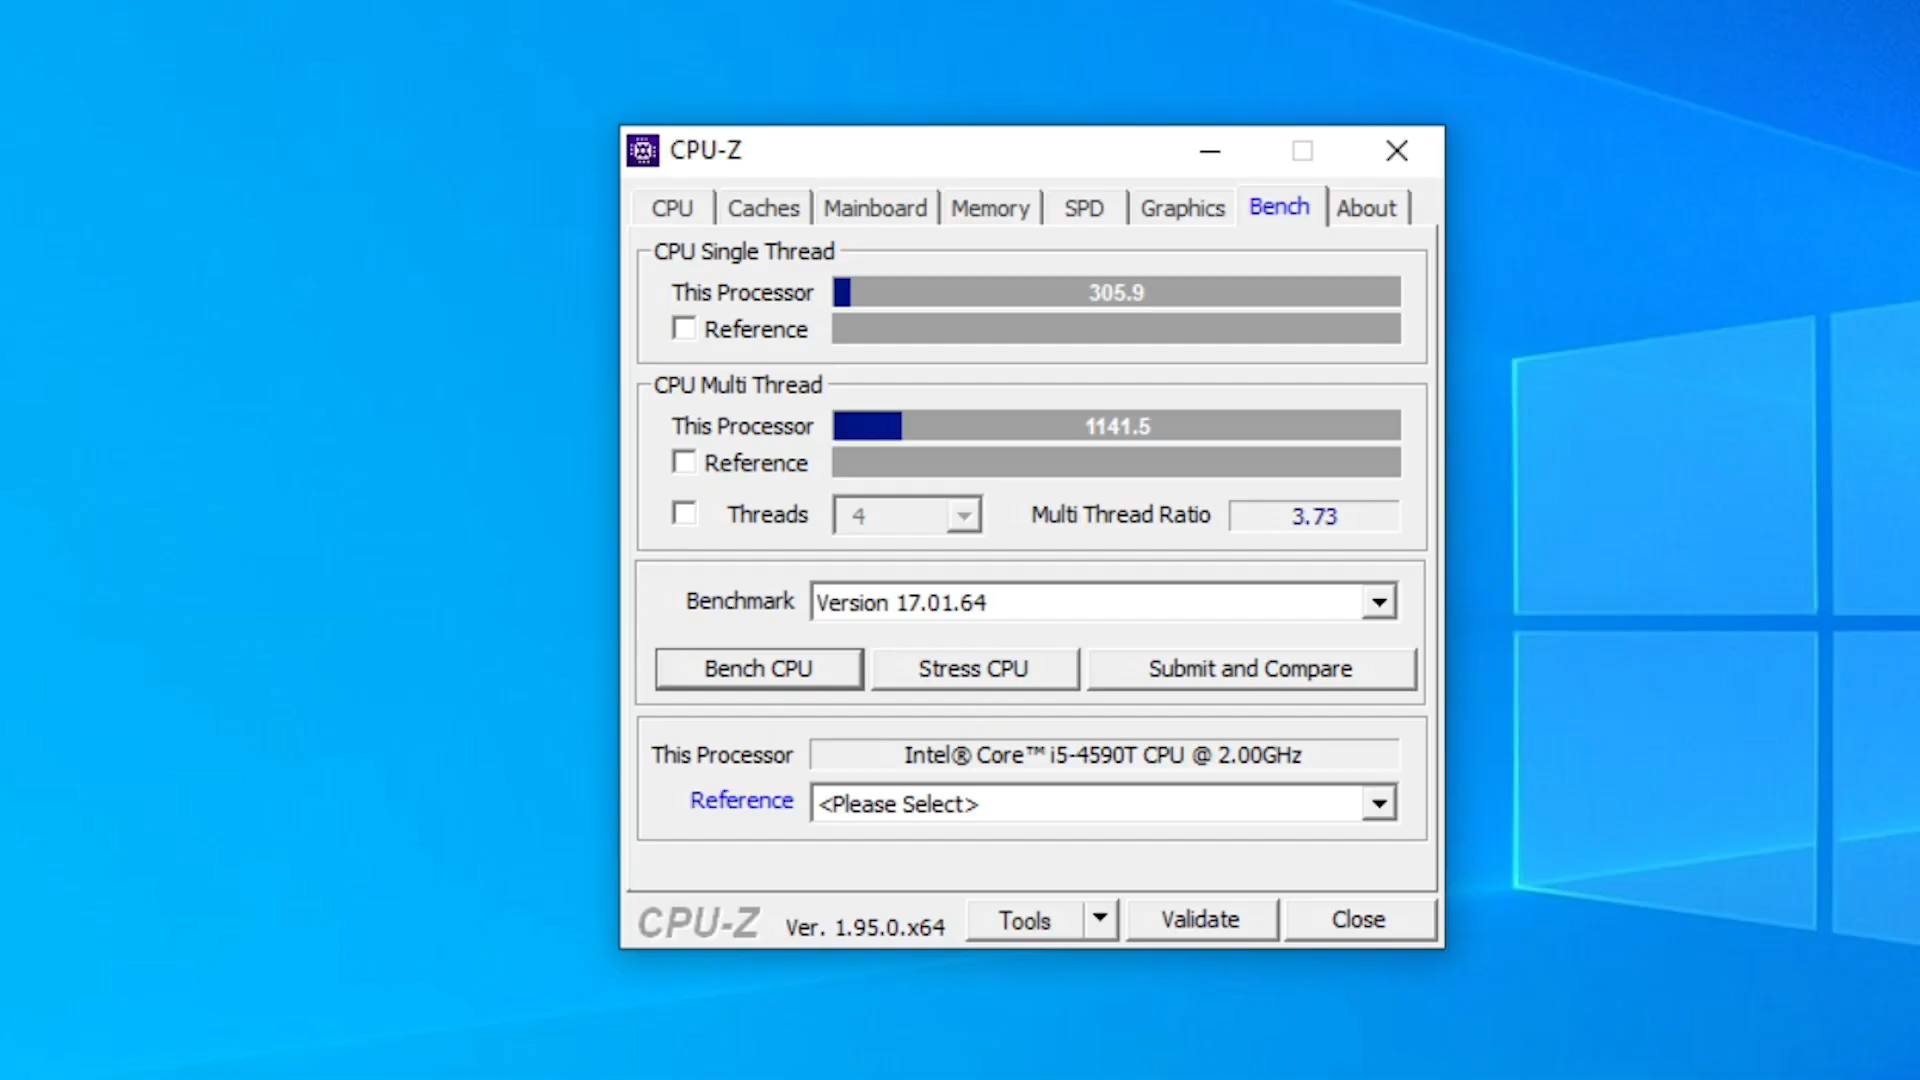 CPU-Z
CPU Caches Mainboard Memory SPD Graphics Bench About
CPU Single Thread
This Processor 305.9
Reference
CPU Multi Thread
This Processor 1141.5
Reference
Threads 4 Multi Thread Ratio 3.73
Benchmark Version 17.01.64
Bench CPU Stress CPU Submit and Compare
This Processor Intel® Core™ i5-4590T CPU @ 2.00GHz
Reference <Please Select>
CPU-Z Ver. 1.95.0.x64 Tools Validate Close